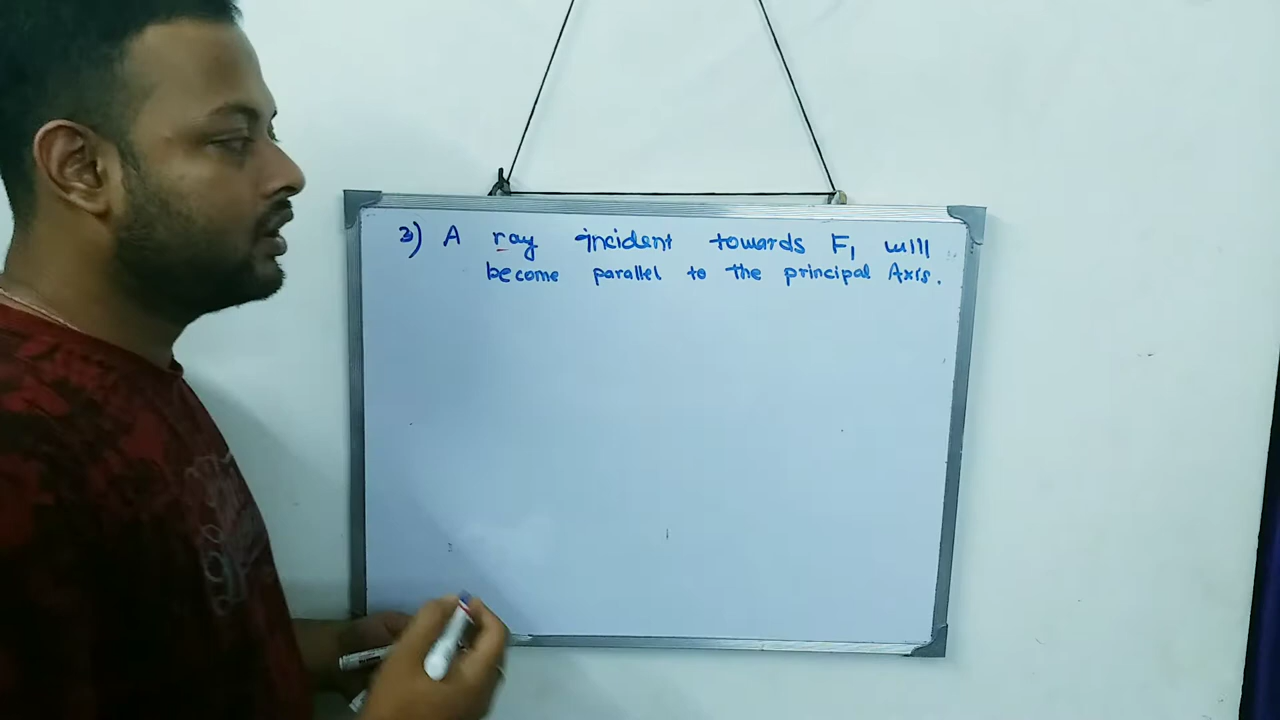 3) A ray incident towards F1 will
become parallel to the principal Axis.